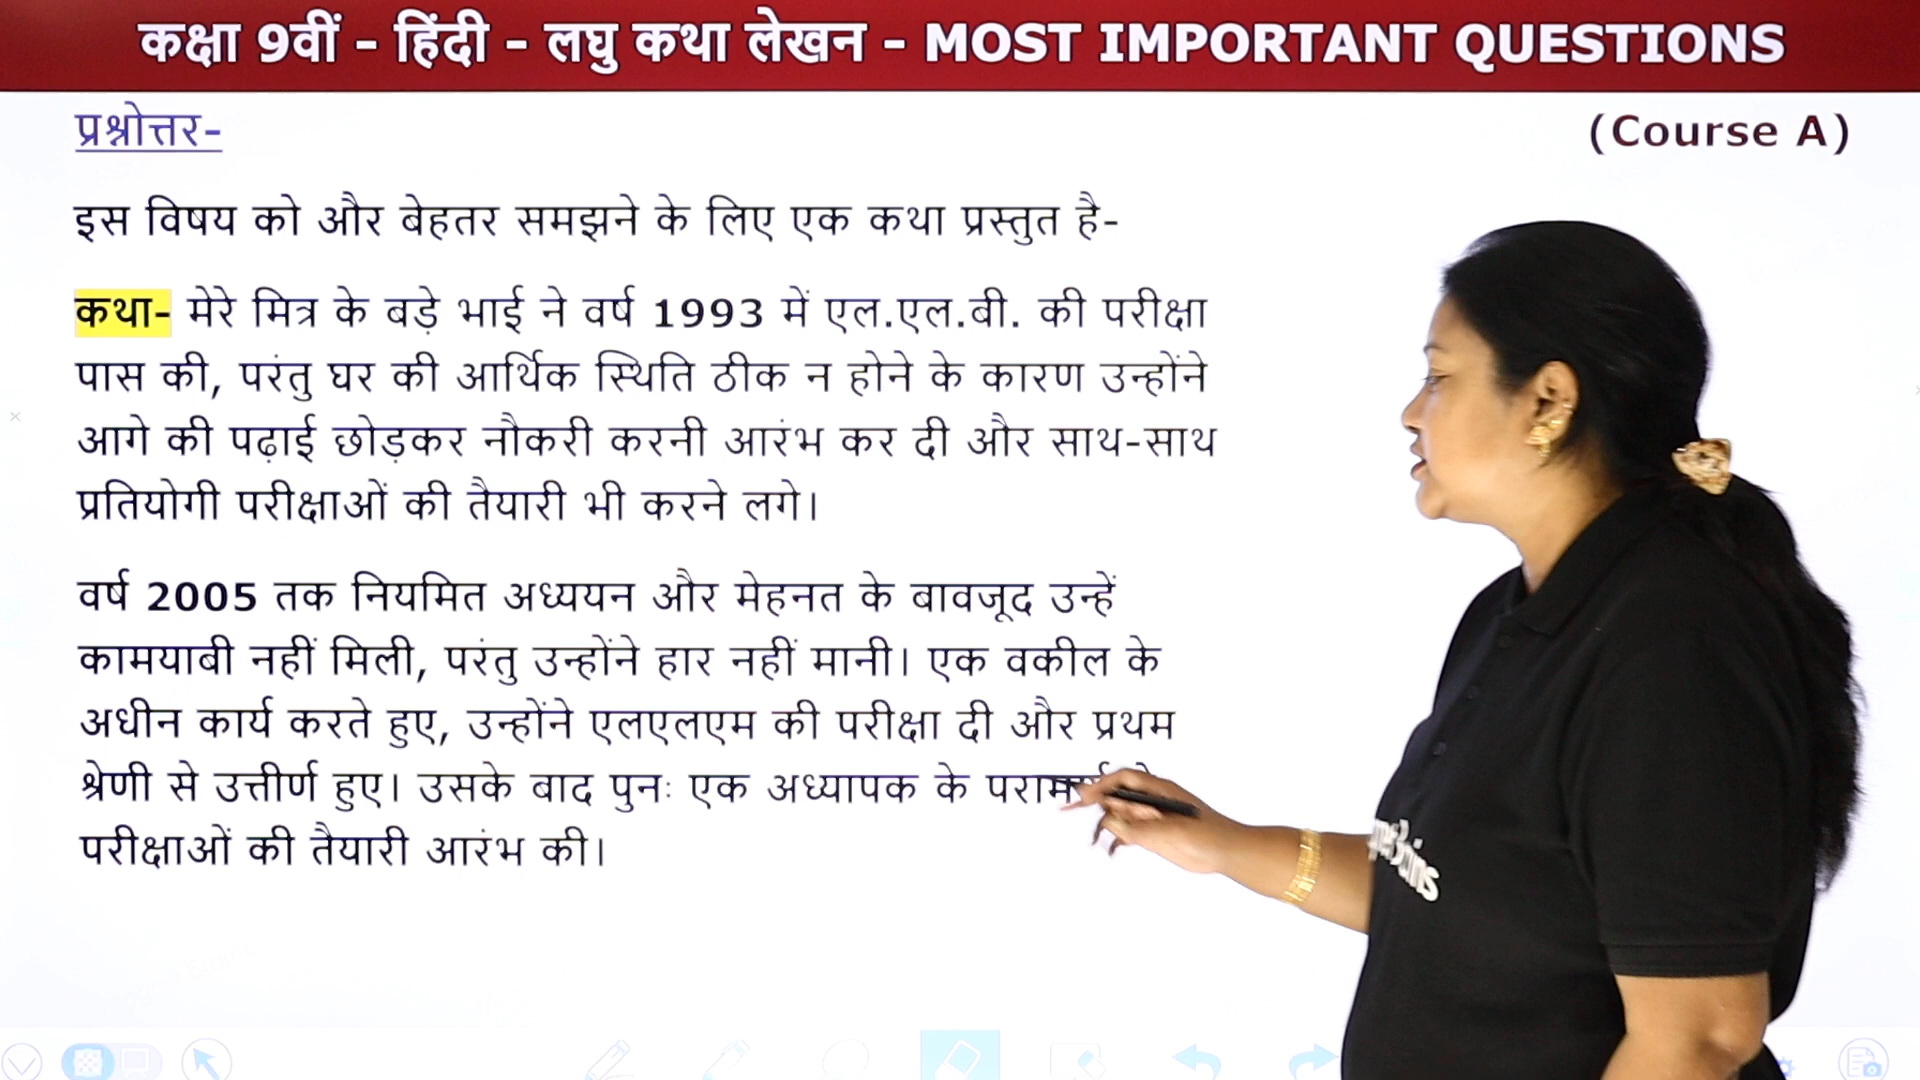 कक्षा 9वीं - हिंदी - लघु कथा लेखन - MOST IMPORTANT QUESTIONS
प्रश्नोत्तर-
(Course A)
इस विषय को और बेहतर समझने के लिए एक कथा प्रस्तुत है-
कथा- मेरे मित्र के बड़े भाई ने वर्ष 1993 में एल.एल.बी. की परीक्षा
पास की, परंतु घर की आर्थिक स्थिति ठीक न होने के कारण उन्होंने
आगे की पढ़ाई छोड़कर नौकरी करनी आरंभ कर दी और साथ-साथ
प्रतियोगी परीक्षाओं की तैयारी भी करने लगे।
वर्ष 2005 तक नियमित अध्ययन और मेहनत के बावजूद उन्हें
कामयाबी नहीं मिली, परंतु उन्होंने हार नहीं मानी। एक वकील के
अधीन कार्य करते हुए, उन्होंने एलएलएम की परीक्षा दी और प्रथम
श्रेणी से उत्तीर्ण हुए। उसके बाद पुनः एक अध्यापक के
परीक्षाओं की तैयारी आरंभ की।